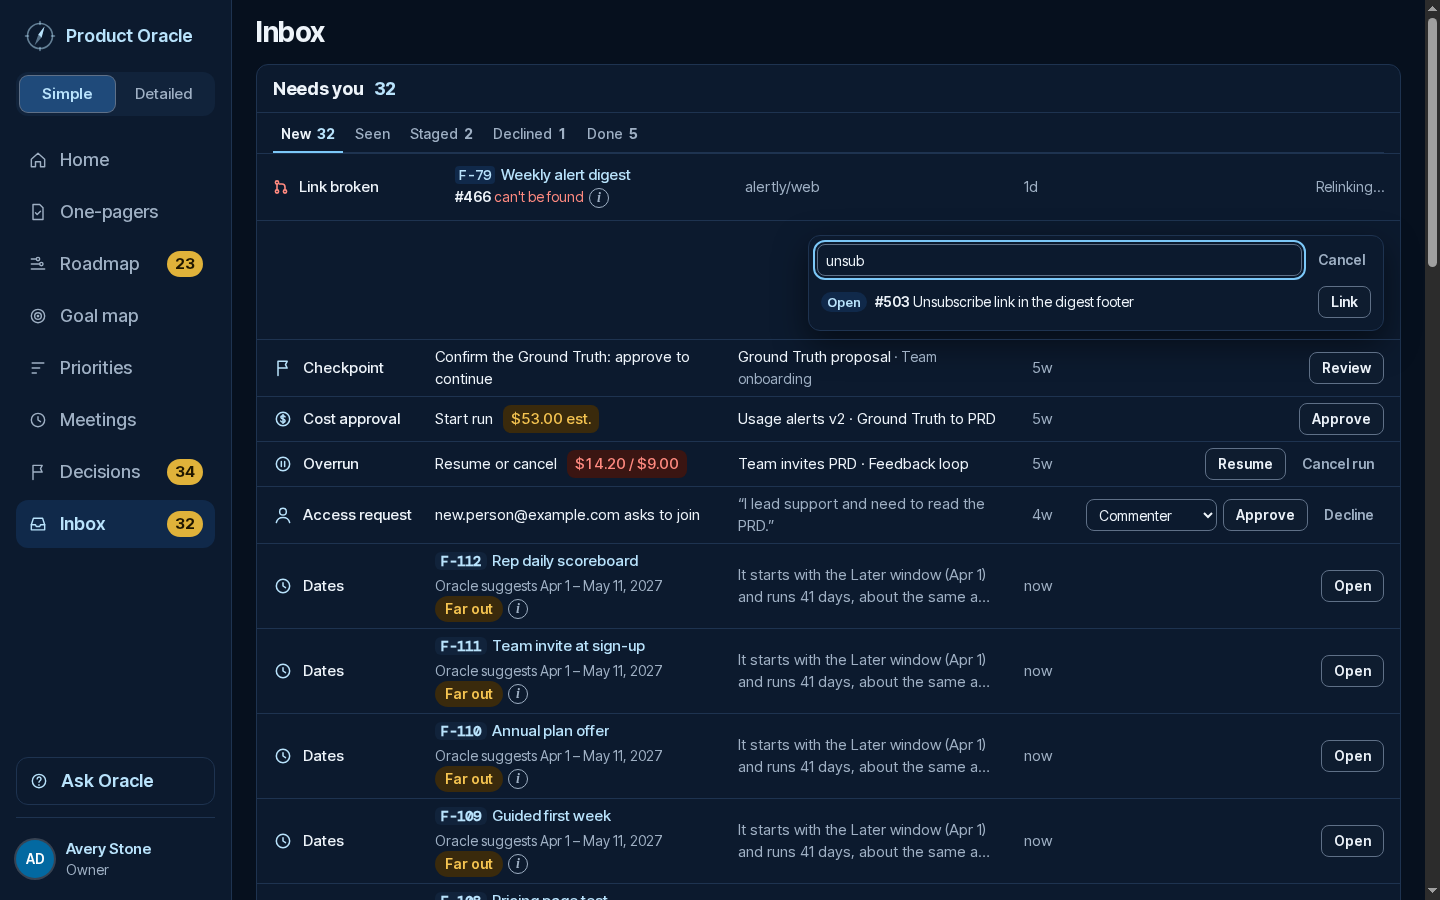 Product Oracle
Simple
Detailed
Home
One-pagers
Roadmap 23
Goal map
Priorities
Meetings
Decisions 34
Inbox 32
Ask Oracle
AD
Avery Stone
Owner
Inbox
Needs you 32
New 32 Seen Staged 2 Declined 1 Done 5
Link broken
F-79 Weekly alert digest
#466 can't be found i
alertly/web
1d
Relinking...
unsub
Cancel
Open #503 Unsubscribe link in the digest footer
Link
Checkpoint
Confirm the Ground Truth: approve to
continue
Ground Truth proposal · Team
onboarding
5w
Review
Cost approval
Start run $53.00 est.
Usage alerts v2 · Ground Truth to PRD
5w
Approve
Overrun
Resume or cancel $14.20 / $9.00
Team invites PRD · Feedback loop
5w
Resume
Cancel run
Access request
new.person@example.com asks to join
“I lead support and need to read the
PRD.”
4w
Commenter
Approve
Decline
Dates
F-112 Rep daily scoreboard
Oracle suggests Apr 1 – May 11, 2027
Far out i
It starts with the Later window (Apr 1)
and runs 41 days, about the same a...
now
Open
Dates
F-111 Team invite at sign-up
Oracle suggests Apr 1 – May 11, 2027
Far out i
It starts with the Later window (Apr 1)
and runs 41 days, about the same a...
now
Open
Dates
F-110 Annual plan offer
Oracle suggests Apr 1 – May 11, 2027
Far out i
It starts with the Later window (Apr 1)
and runs 41 days, about the same a...
now
Open
Dates
F-109 Guided first week
Oracle suggests Apr 1 – May 11, 2027
Far out i
It starts with the Later window (Apr 1)
and runs 41 days, about the same a...
now
Open